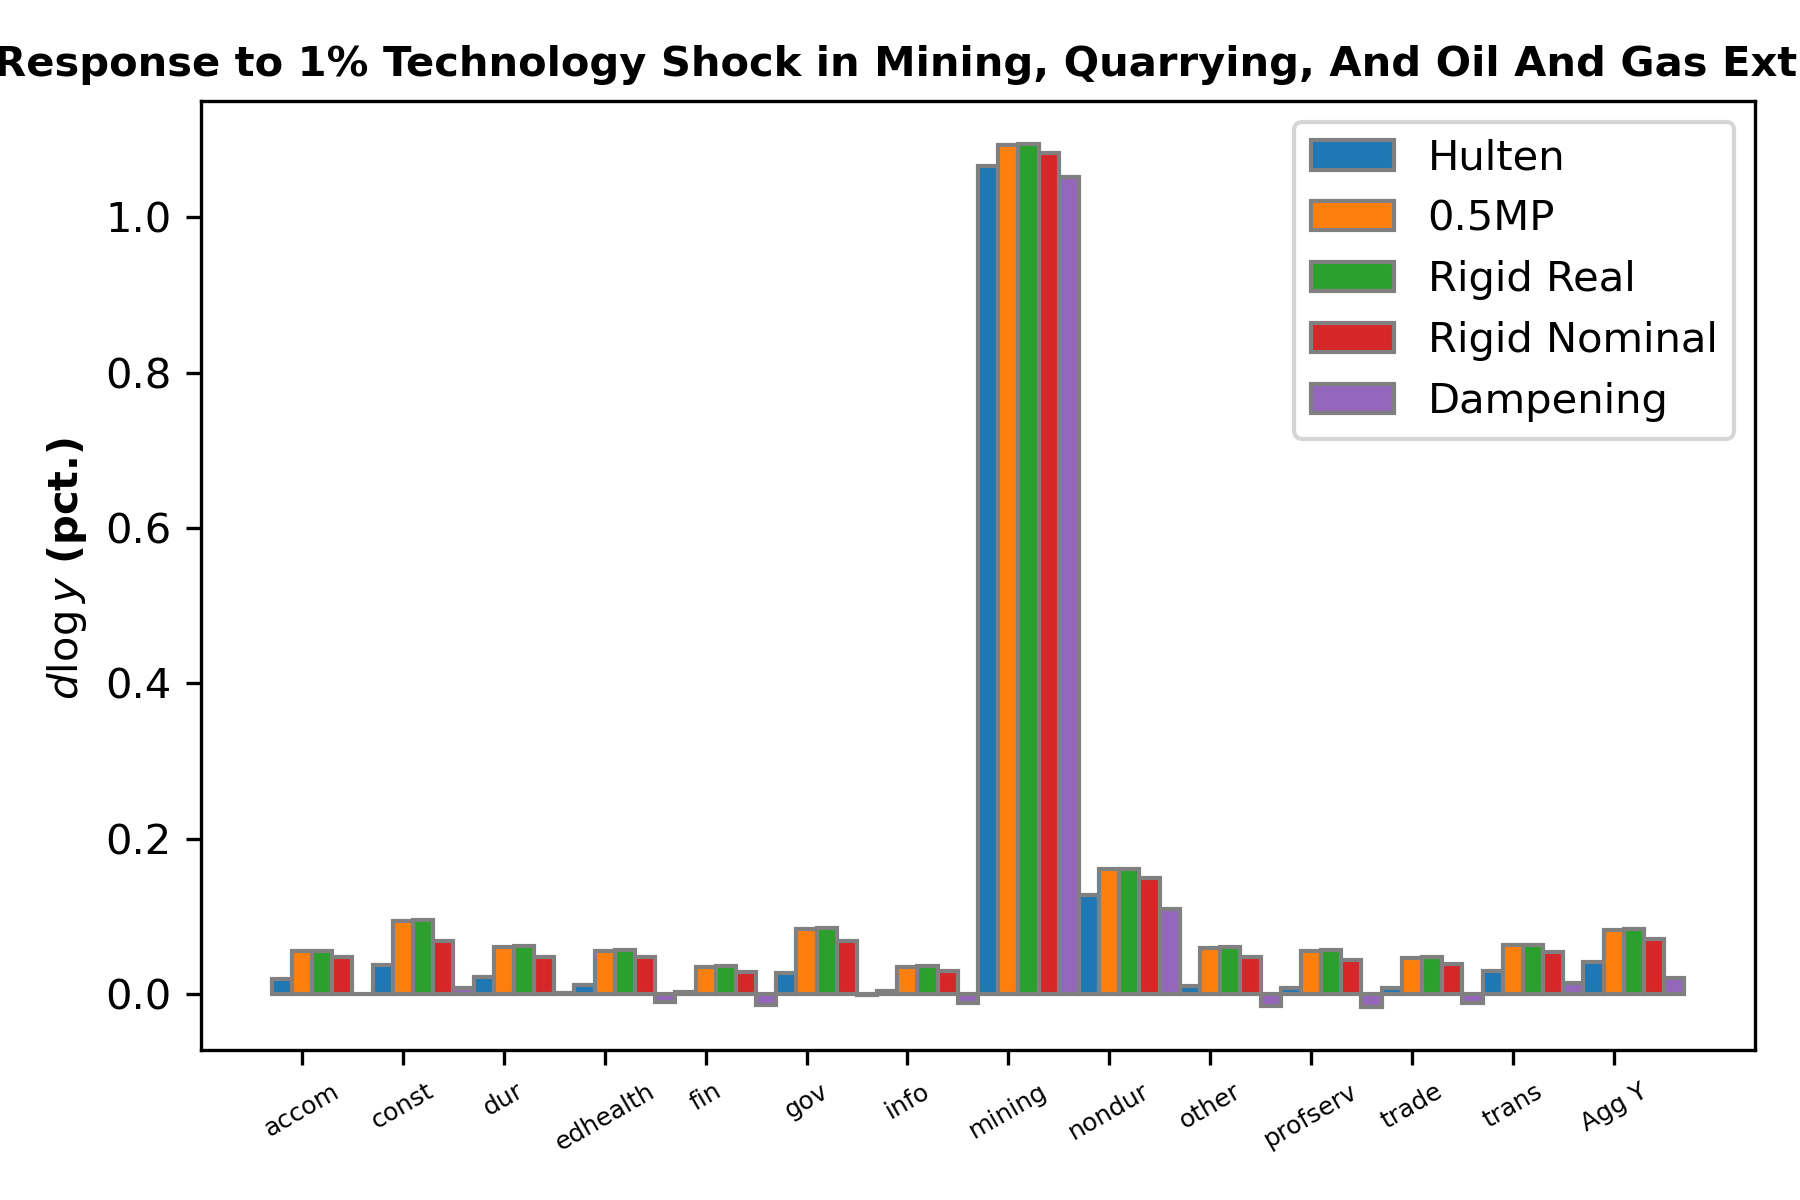 Response to 1% Technology Shock in Mining, Quarrying, And Oil And Gas Ext
Hulten
0.5MP
Rigid Real
Rigid Nominal
Dampening
dlog y (pct.)
1.0
0.8
0.6
0.4
0.2
0.0
accom
const
dur
edhealth
fin
gov
info
mining
nondur
other
profserv
trade
trans
Agg Y